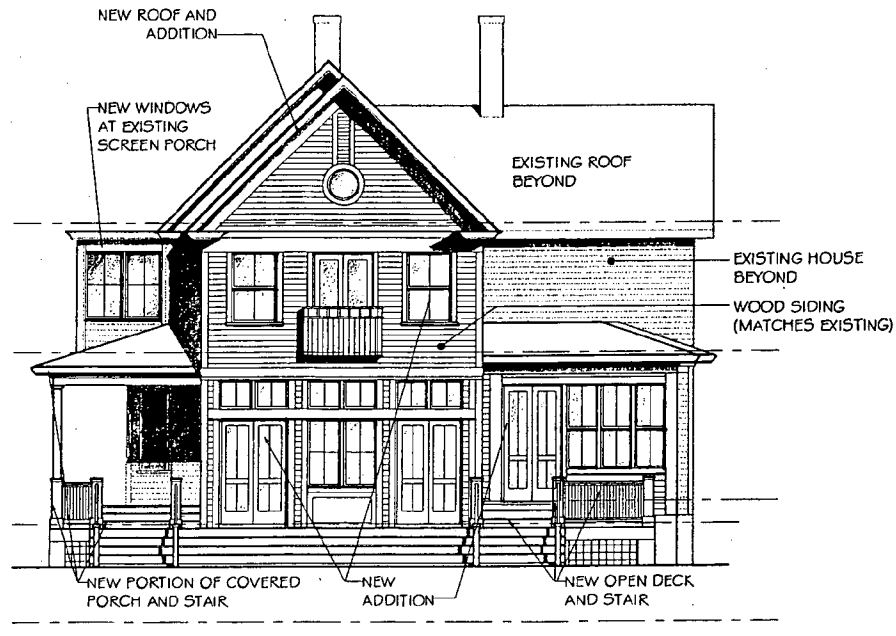 NEW ROOF AND
ADDITION
NEW WINDOWS
AT EXISTING
SCREEN PORCH
EXISTING ROOF
BEYOND
EXISTING HOUSE
BEYOND
WOOD SIDING
(MATCHES EXISTING)
NEW PORTION OF COVERED
PORCH AND STAIR
NEW
ADDITION
NEW OPEN DECK
AND STAIR